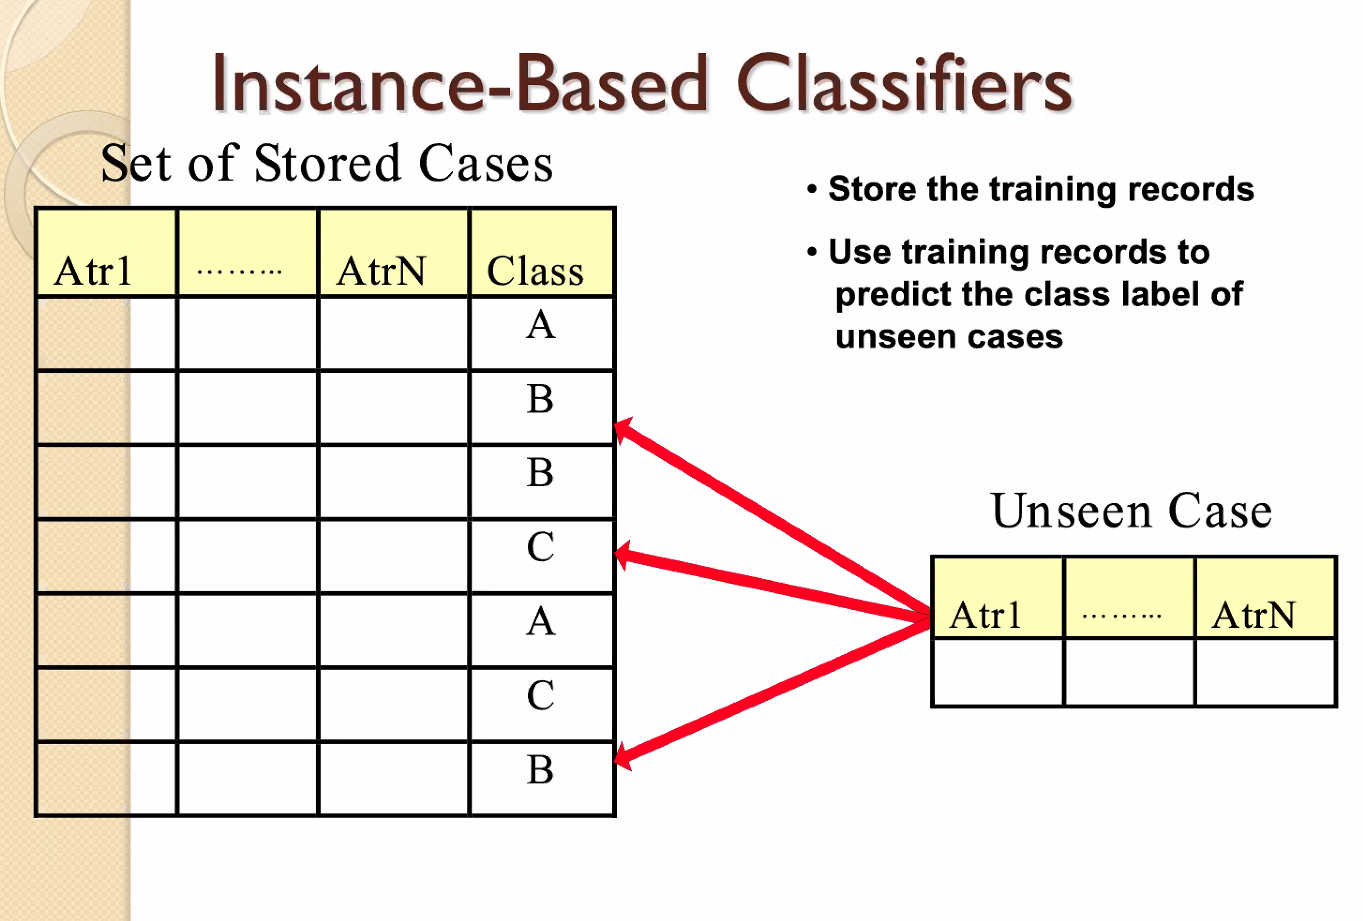 Instance-Based Classifiers
Set of Stored Cases
Atr1 ……... AtrN Class
A
B
B
C
A
C
B
• Store the training records
• Use training records to
predict the class label of
unseen cases
Unseen Case
Atr1 ……... AtrN